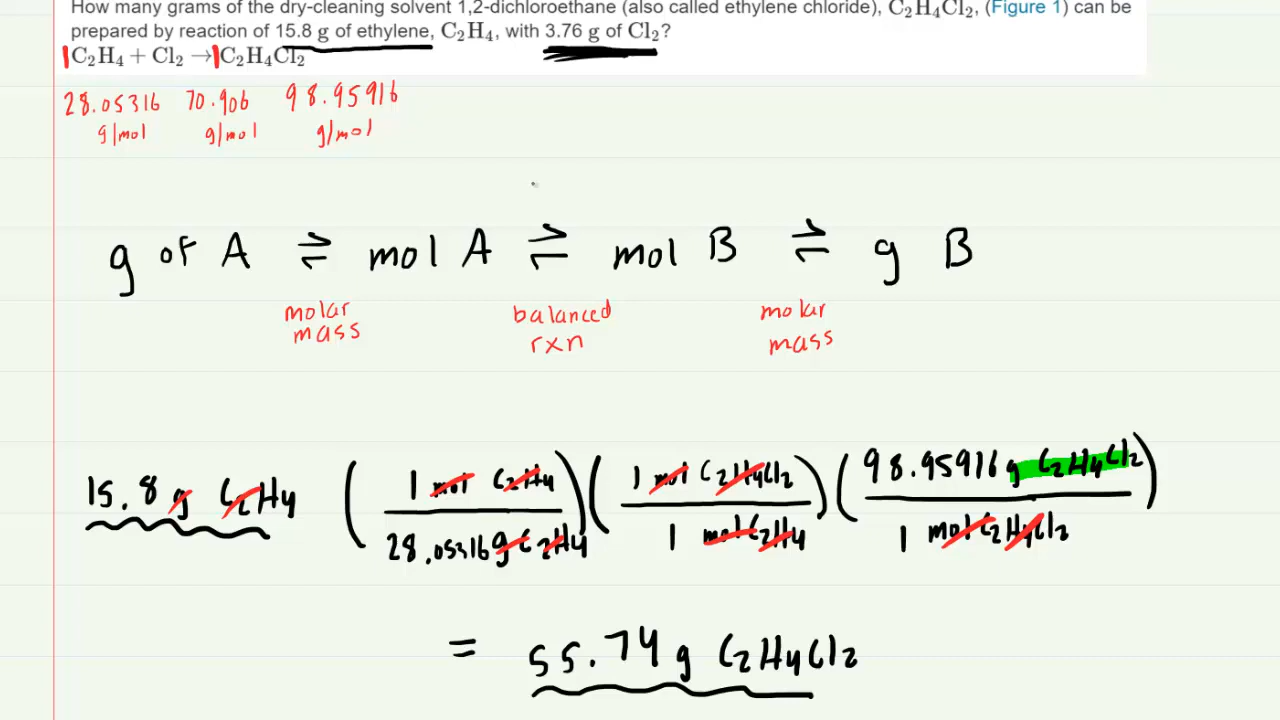 How many grams of the dry-cleaning solvent 1,2-dichloroethane (also called ethylene chloride), C₂H₄Cl₂, (Figure 1) can be
prepared by reaction of 15.8 g of ethylene, C₂H₄, with 3.76 g of Cl₂?
1C₂H₄ + Cl₂ → 1C₂H₄Cl₂
28.05316 70.906 98.95916
g/mol g/mol g/mol
g of A ⇌ mol A ⇌ mol B ⇌ g B
molar mass balanced rxn molar mass
15.8 g C₂H₄ (1 mol C₂H₄ / 28.05316 g C₂H₄) (1 mol C₂H₄Cl₂ / 1 mol C₂H₄) (98.95916 g C₂H₄Cl₂ / 1 mol C₂H₄Cl₂)
= 55.74 g C₂H₄Cl₂